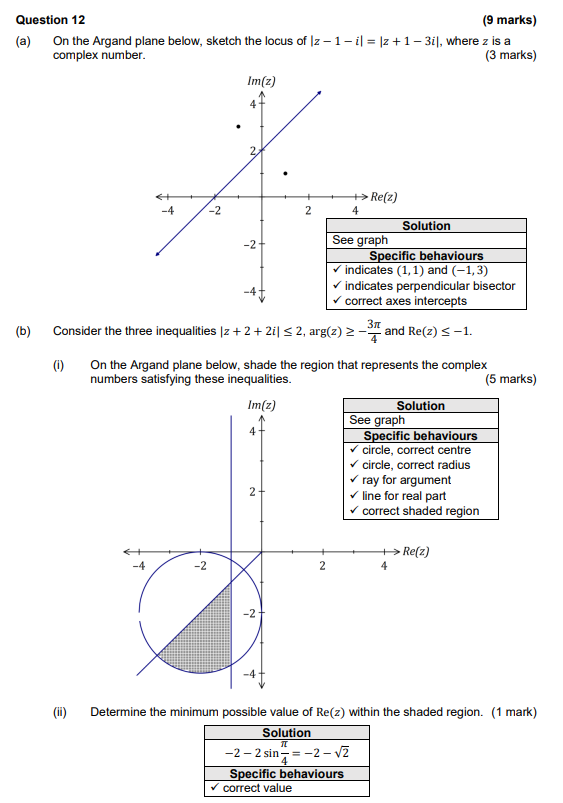 Question 12 (9 marks)
(a) On the Argand plane below, sketch the locus of |z − 1 − i| = |z + 1 − 3i|, where z is a
complex number. (3 marks)
Im(z)
4
2
Re(z)
−4 −2 2 4
−2
−4
Solution
See graph
Specific behaviours
✓ indicates (1, 1) and (−1, 3)
✓ indicates perpendicular bisector
✓ correct axes intercepts
(b) Consider the three inequalities |z + 2 + 2i| ≤ 2, arg(z) ≥ −3π/4 and Re(z) ≤ −1.
(i) On the Argand plane below, shade the region that represents the complex
numbers satisfying these inequalities. (5 marks)
Im(z)
4
2
Re(z)
−4 −2 2 4
−2
−4
Solution
See graph
Specific behaviours
✓ circle, correct centre
✓ circle, correct radius
✓ ray for argument
✓ line for real part
✓ correct shaded region
(ii) Determine the minimum possible value of Re(z) within the shaded region. (1 mark)
Solution
−2 − 2 sin π/4 = −2 − √2
Specific behaviours
✓ correct value